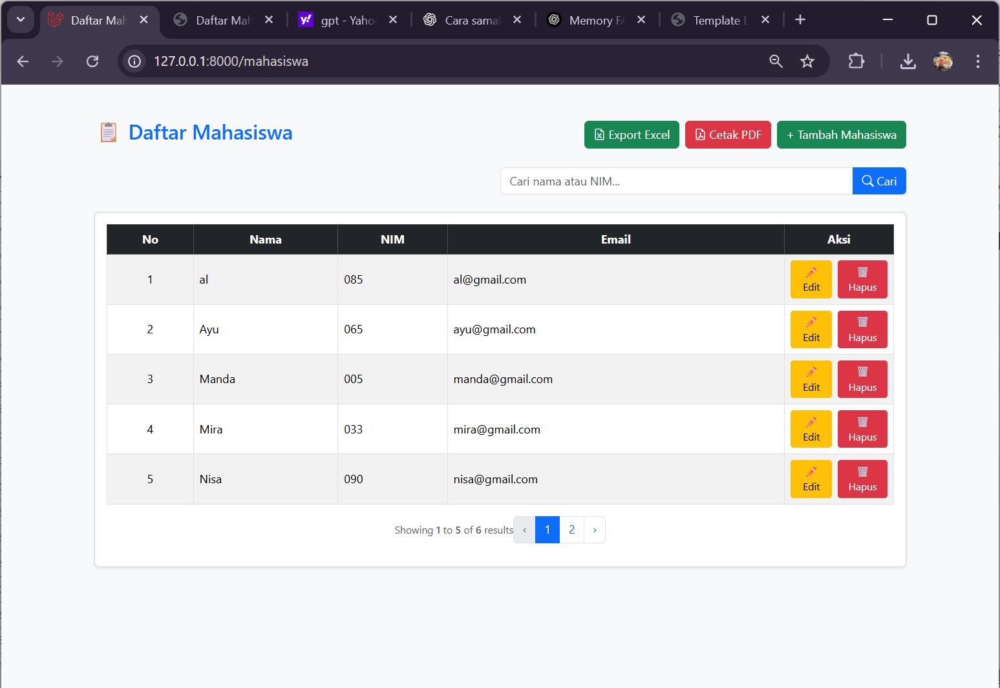 Daftar Mah
Daftar Mah
gpt - Yaho
Cara sama
Memory FA
Template L
127.0.0.1:8000/mahasiswa
Daftar Mahasiswa
Export Excel
Cetak PDF
+ Tambah Mahasiswa
Cari nama atau NIM...
Cari
No Nama NIM Email Aksi
1 al 085 al@gmail.com Edit Hapus
2 Ayu 065 ayu@gmail.com Edit Hapus
3 Manda 005 manda@gmail.com Edit Hapus
4 Mira 033 mira@gmail.com Edit Hapus
5 Nisa 090 nisa@gmail.com Edit Hapus
Showing 1 to 5 of 6 results ‹ 1 2 ›